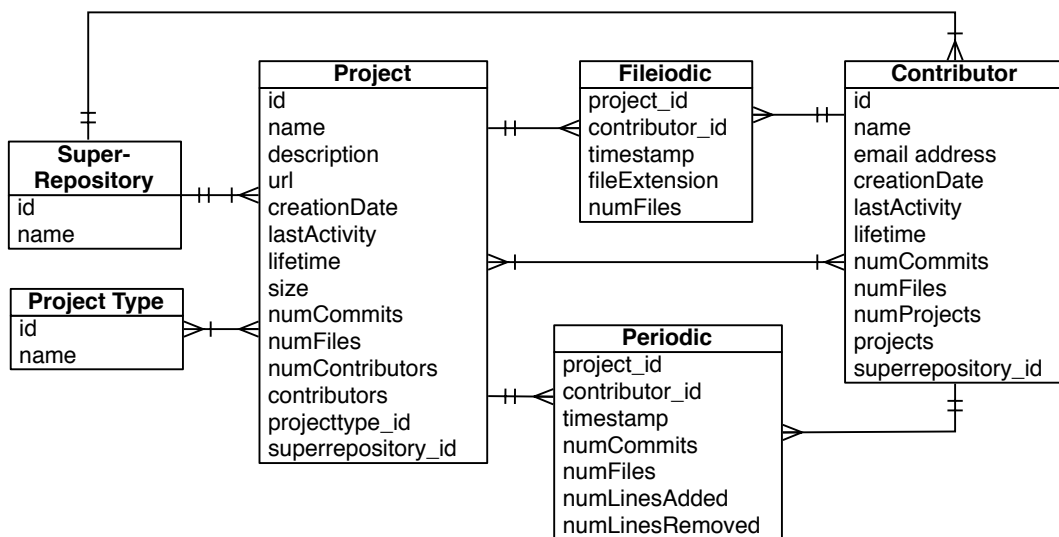 Super-
Repository
id
name
Project Type
id
name
Project
id
name
description
url
creationDate
lastActivity
lifetime
size
numCommits
numFiles
numContributors
contributors
projecttype_id
superrepository_id
Fileiodic
project_id
contributor_id
timestamp
fileExtension
numFiles
Periodic
project_id
contributor_id
timestamp
numCommits
numFiles
numLinesAdded
numLinesRemoved
Contributor
id
name
email address
creationDate
lastActivity
lifetime
numCommits
numFiles
numProjects
projects
superrepository_id